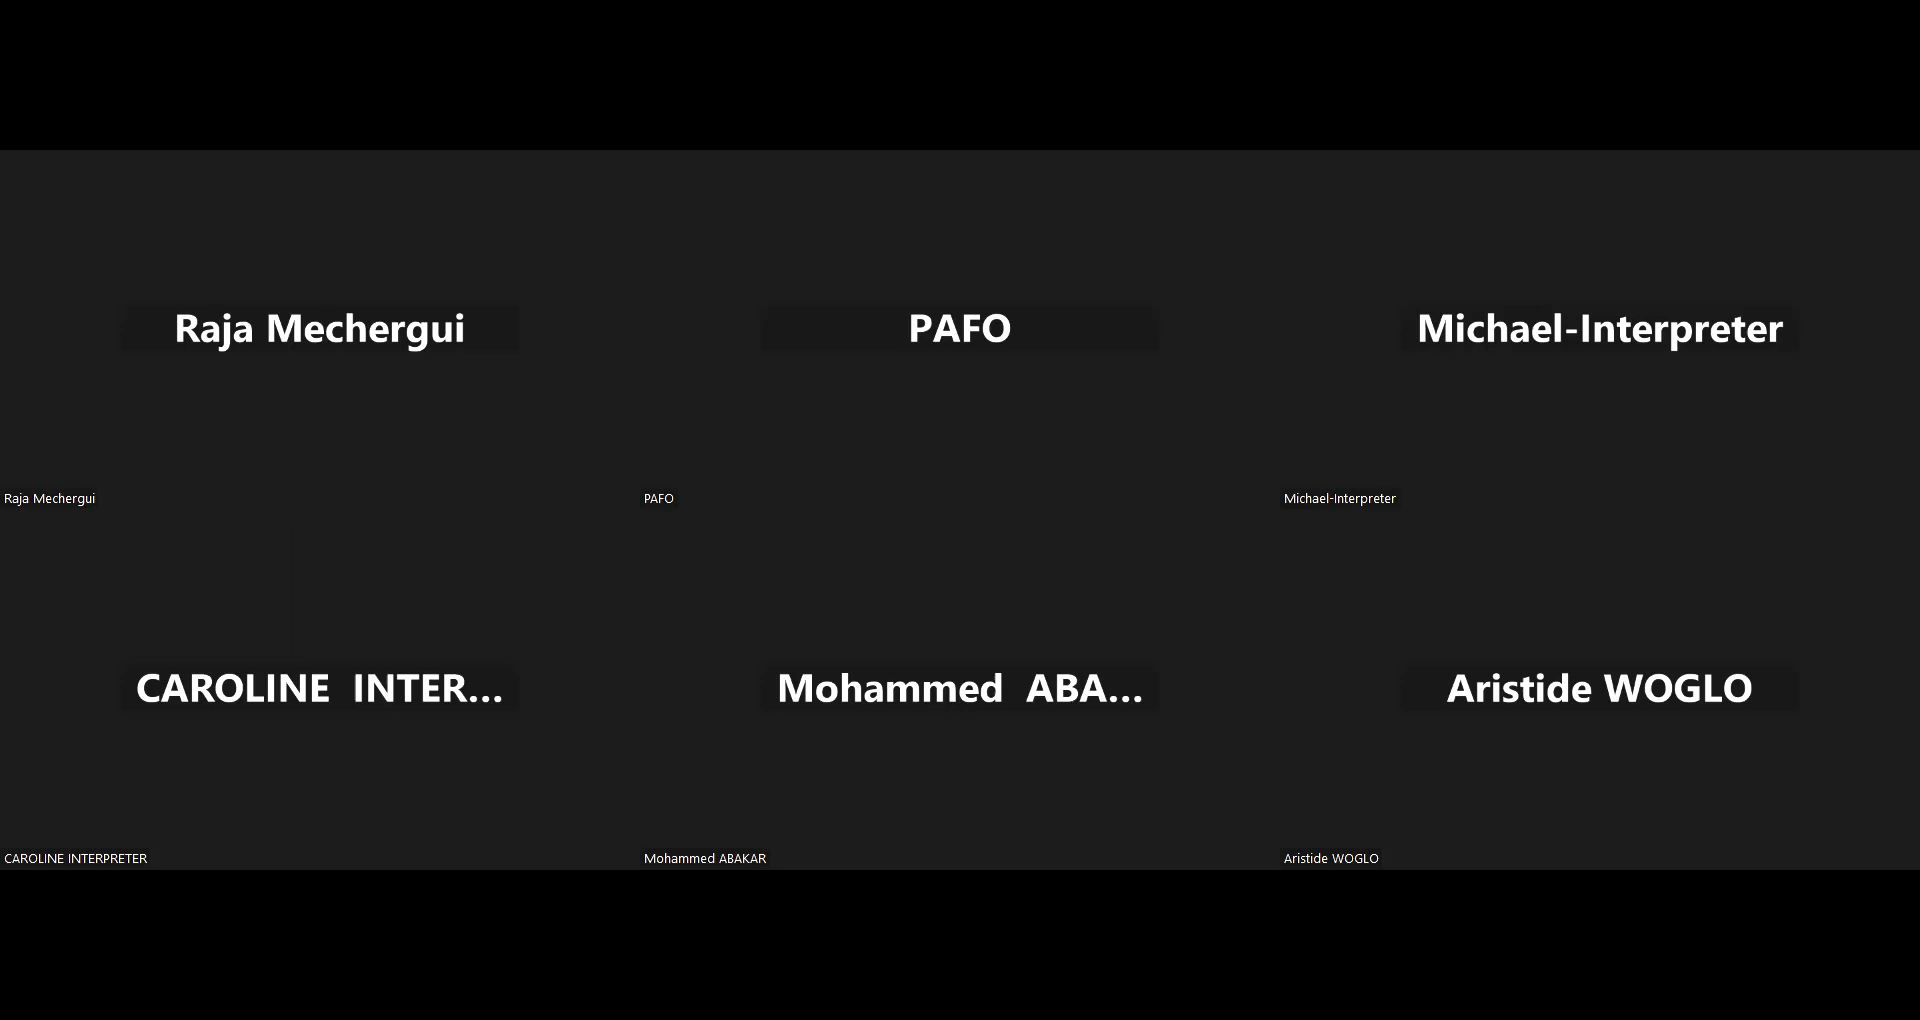 Raja Mechergui
PAFO
Michael-Interpreter
Raja Mechergui
PAFO
Michael-Interpreter
CAROLINE  INTER...
Mohammed  ABA...
Aristide WOGLO
CAROLINE INTERPRETER
Mohammed ABAKAR
Aristide WOGLO